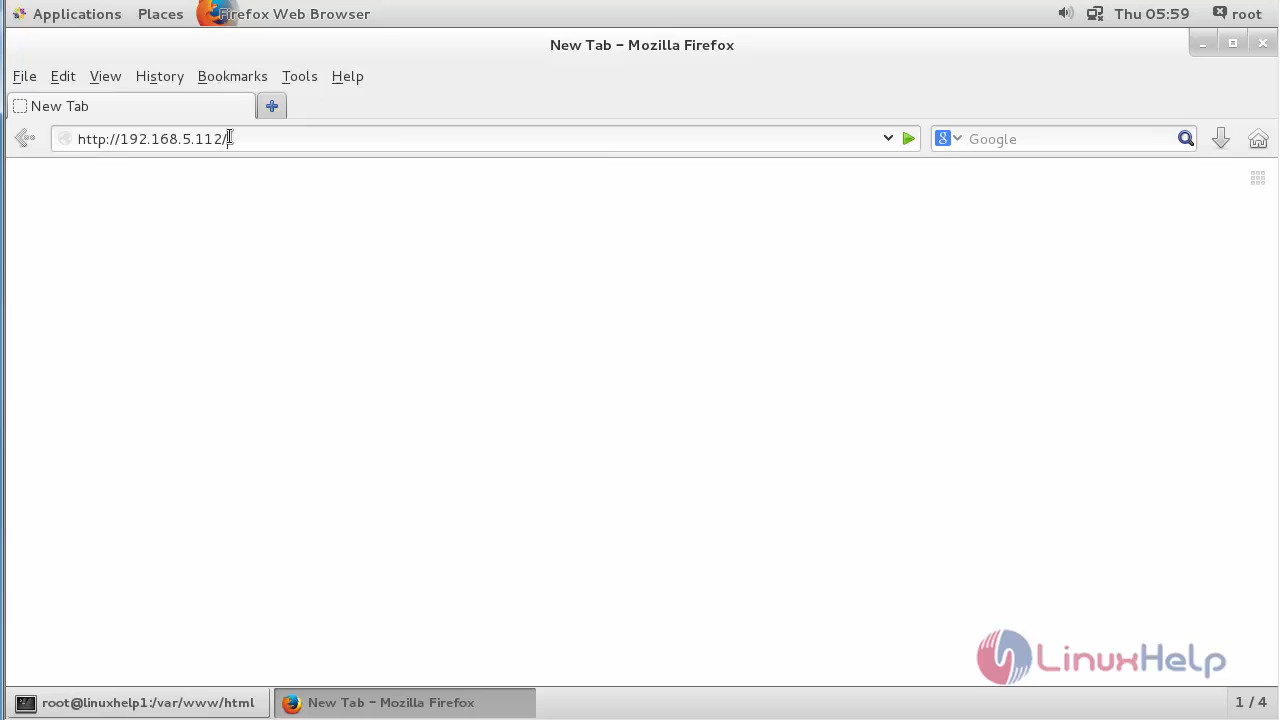 Applications Places Firefox Web Browser Thu 05:59 root
New Tab - Mozilla Firefox
File Edit View History Bookmarks Tools Help
New Tab
http://192.168.5.112/ Google
LinuxHelp
root@linuxhelp1:/var/www/html New Tab - Mozilla Firefox 1 / 4